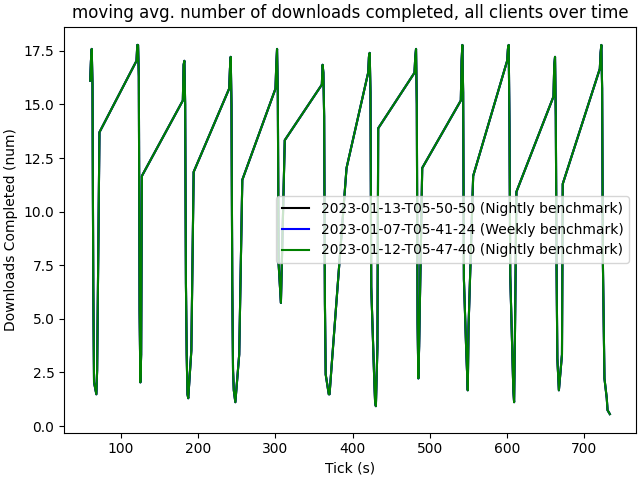 moving avg. number of downloads completed, all clients over time
Downloads Completed (num)
17.5
15.0
12.5
10.0
7.5
5.0
2.5
0.0
2023-01-13-T05-50-50 (Nightly benchmark)
2023-01-07-T05-41-24 (Weekly benchmark)
2023-01-12-T05-47-40 (Nightly benchmark)
100 200 300 400 500 600 700
Tick (s)